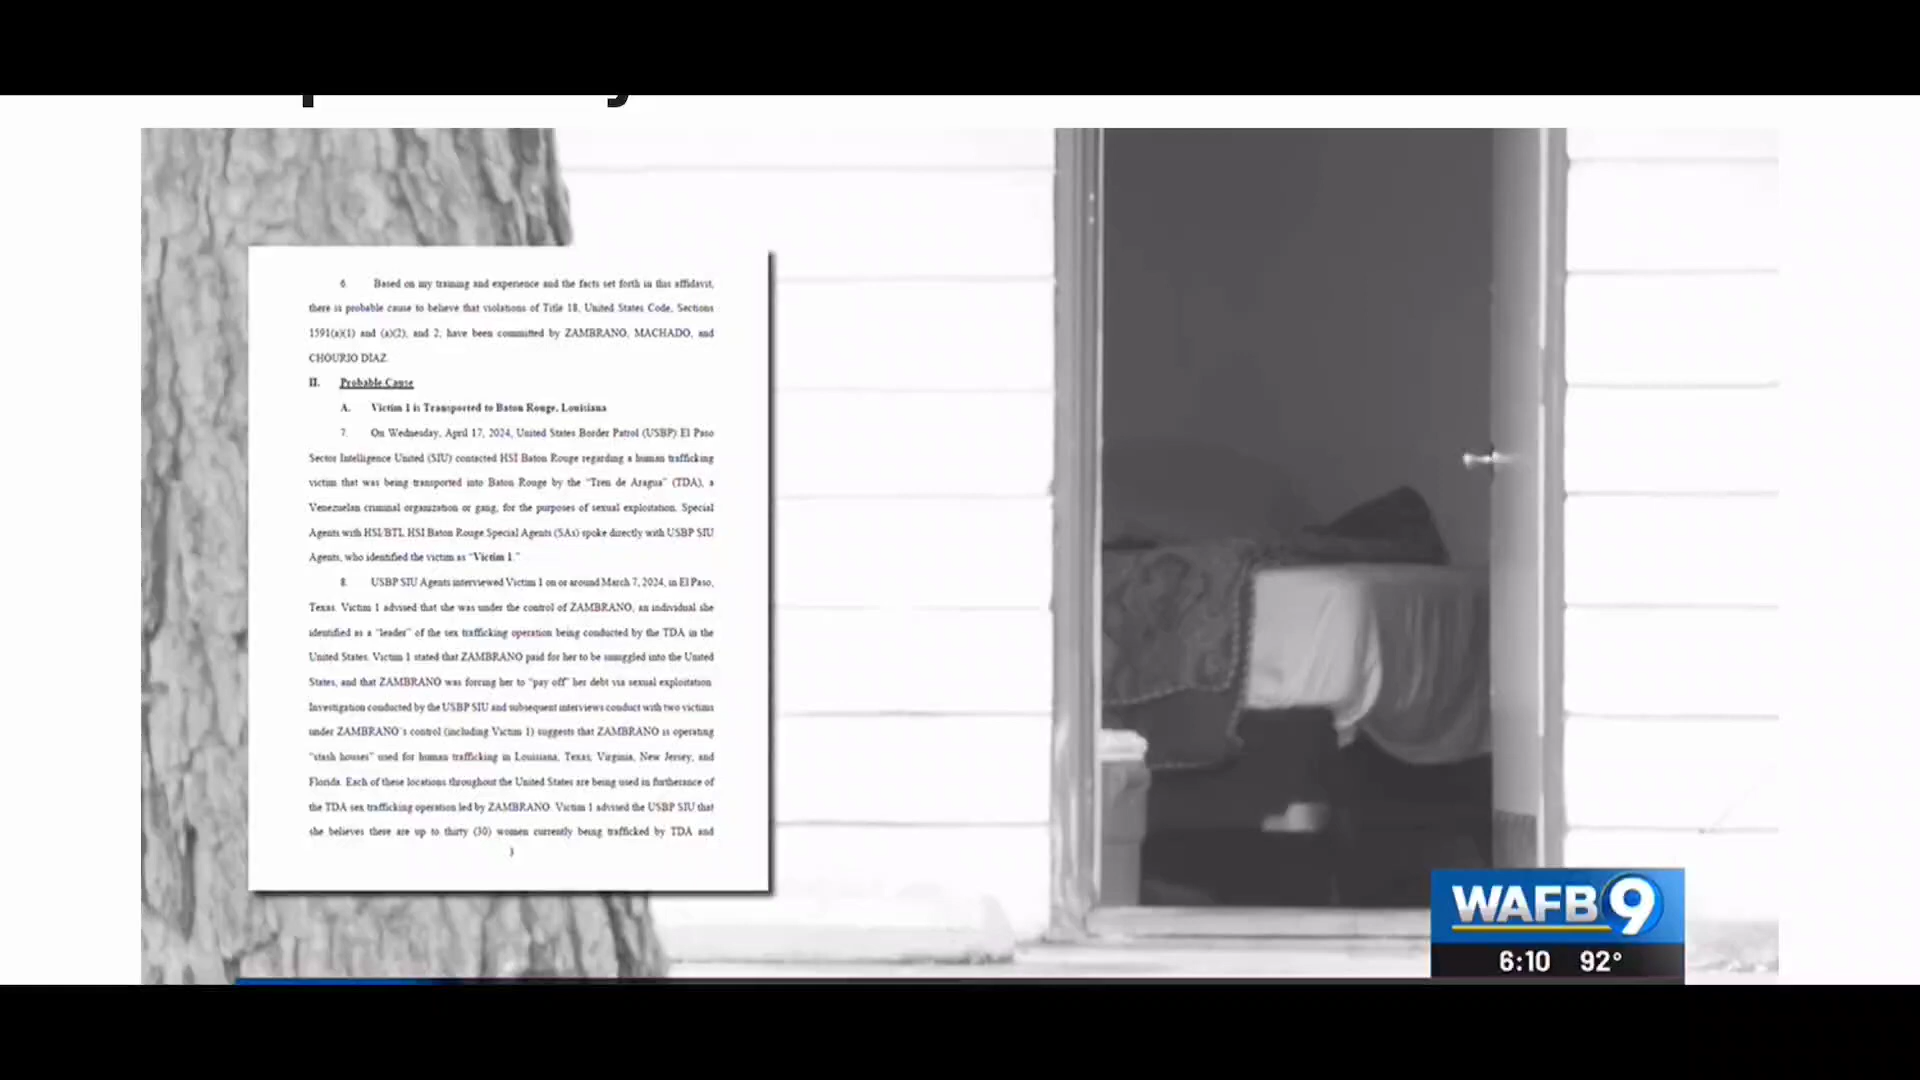 6. Based on my training and experience and the facts set forth in this affidavit,
there is probable cause to believe that violations of Title 18, United States Code, Sections
1591(a)(1) and (a)(2), and 2, have been committed by ZAMBRANO, MACHADO, and
CHOURIO DIAZ.
II. Probable Cause
A. Victim 1 is Transported to Baton Rouge, Louisiana
7. On Wednesday, April 17, 2024, United States Border Patrol (USBP) El Paso
Sector Intelligence United (SIU) contacted HSI Baton Rouge regarding a human trafficking
victim that was being transported into Baton Rouge by the "Tren de Aragua" (TDA), a
Venezuelan criminal organization or gang, for the purposes of sexual exploitation. Special
Agents with HSI/BTL HSI Baton Rouge Special Agents (SAs) spoke directly with USBP SIU
Agents, who identified the victim as "Victim 1."
8. USBP SIU Agents interviewed Victim 1 on or around March 7, 2024, in El Paso,
Texas. Victim 1 advised that she was under the control of ZAMBRANO, an individual she
identified as a "leader" of the sex trafficking operation being conducted by the TDA in the
United States. Victim 1 stated that ZAMBRANO paid for her to be smuggled into the United
States, and that ZAMBRANO was forcing her to "pay off" her debt via sexual exploitation.
Investigation conducted by the USBP SIU and subsequent interviews conduct with two victims
under ZAMBRANO's control (including Victim 1) suggests that ZAMBRANO is operating
"stash houses" used for human trafficking in Louisiana, Texas, Virginia, New Jersey, and
Florida. Each of these locations throughout the United States are being used in furtherance of
the TDA sex trafficking operation led by ZAMBRANO. Victim 1 advised the USBP SIU that
she believes there are up to thirty (30) women currently being trafficked by TDA and
3
WAFB 9
6:10 92°